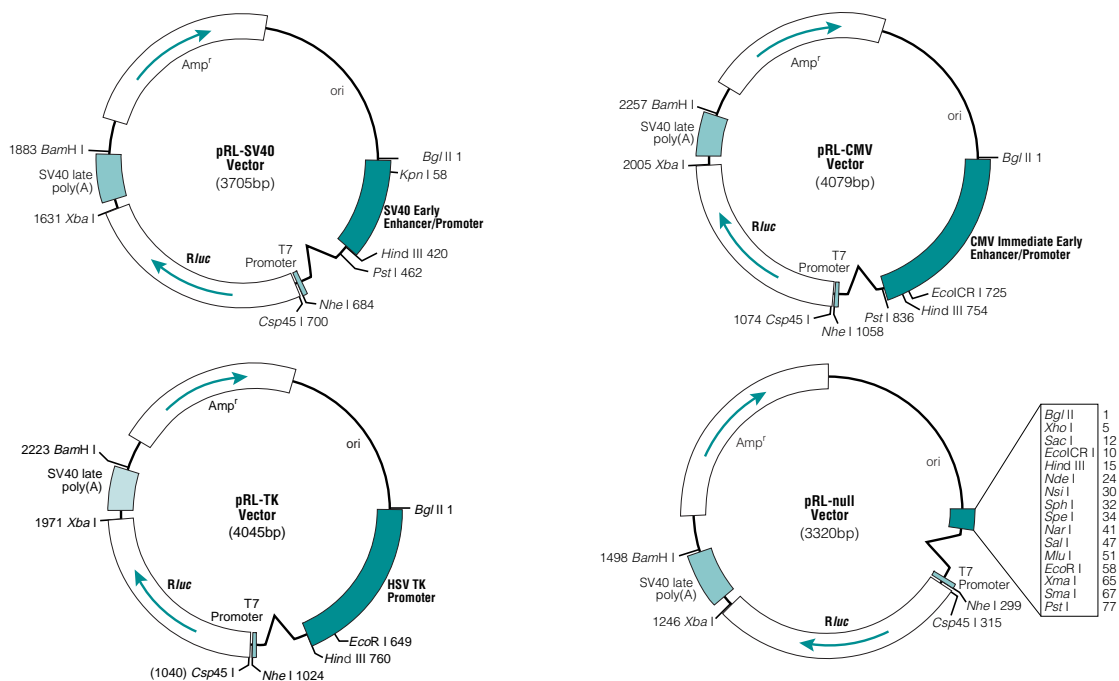 Ampʳ
ori
1883 BamH I
SV40 late
poly(A)
1631 Xba I
pRL-SV40
Vector
(3705bp)
Bgl II 1
Kpn I 58
SV40 Early
Enhancer/Promoter
Rluc
T7
Promoter
Hind III 420
Pst I 462
Nhe I 684
Csp45 I 700
Ampʳ
ori
2257 BamH I
SV40 late
poly(A)
2005 Xba I
pRL-CMV
Vector
(4079bp)
Bgl II 1
Rluc
T7
Promoter
CMV Immediate Early
Enhancer/Promoter
EcoICR I 725
Hind III 754
Pst I 836
1074 Csp45 I
Nhe I 1058
Ampʳ
ori
2223 BamH I
SV40 late
poly(A)
1971 Xba I
pRL-TK
Vector
(4045bp)
Bgl II 1
Rluc
T7
Promoter
HSV TK
Promoter
EcoR I 649
Hind III 760
(1040) Csp45 I
Nhe I 1024
Ampʳ
ori
1498 BamH I
SV40 late
poly(A)
1246 Xba I
pRL-null
Vector
(3320bp)
Rluc
T7
Promoter
Nhe I 299
Csp45 I 315
Bgl II 1
Xho I 5
Sac I 12
EcoICR I 10
Hind III 15
Nde I 24
Nsi I 30
Sph I 32
Spe I 34
Nar I 41
Sal I 47
Mlu I 51
EcoR I 58
Xma I 65
Sma I 67
Pst I 77